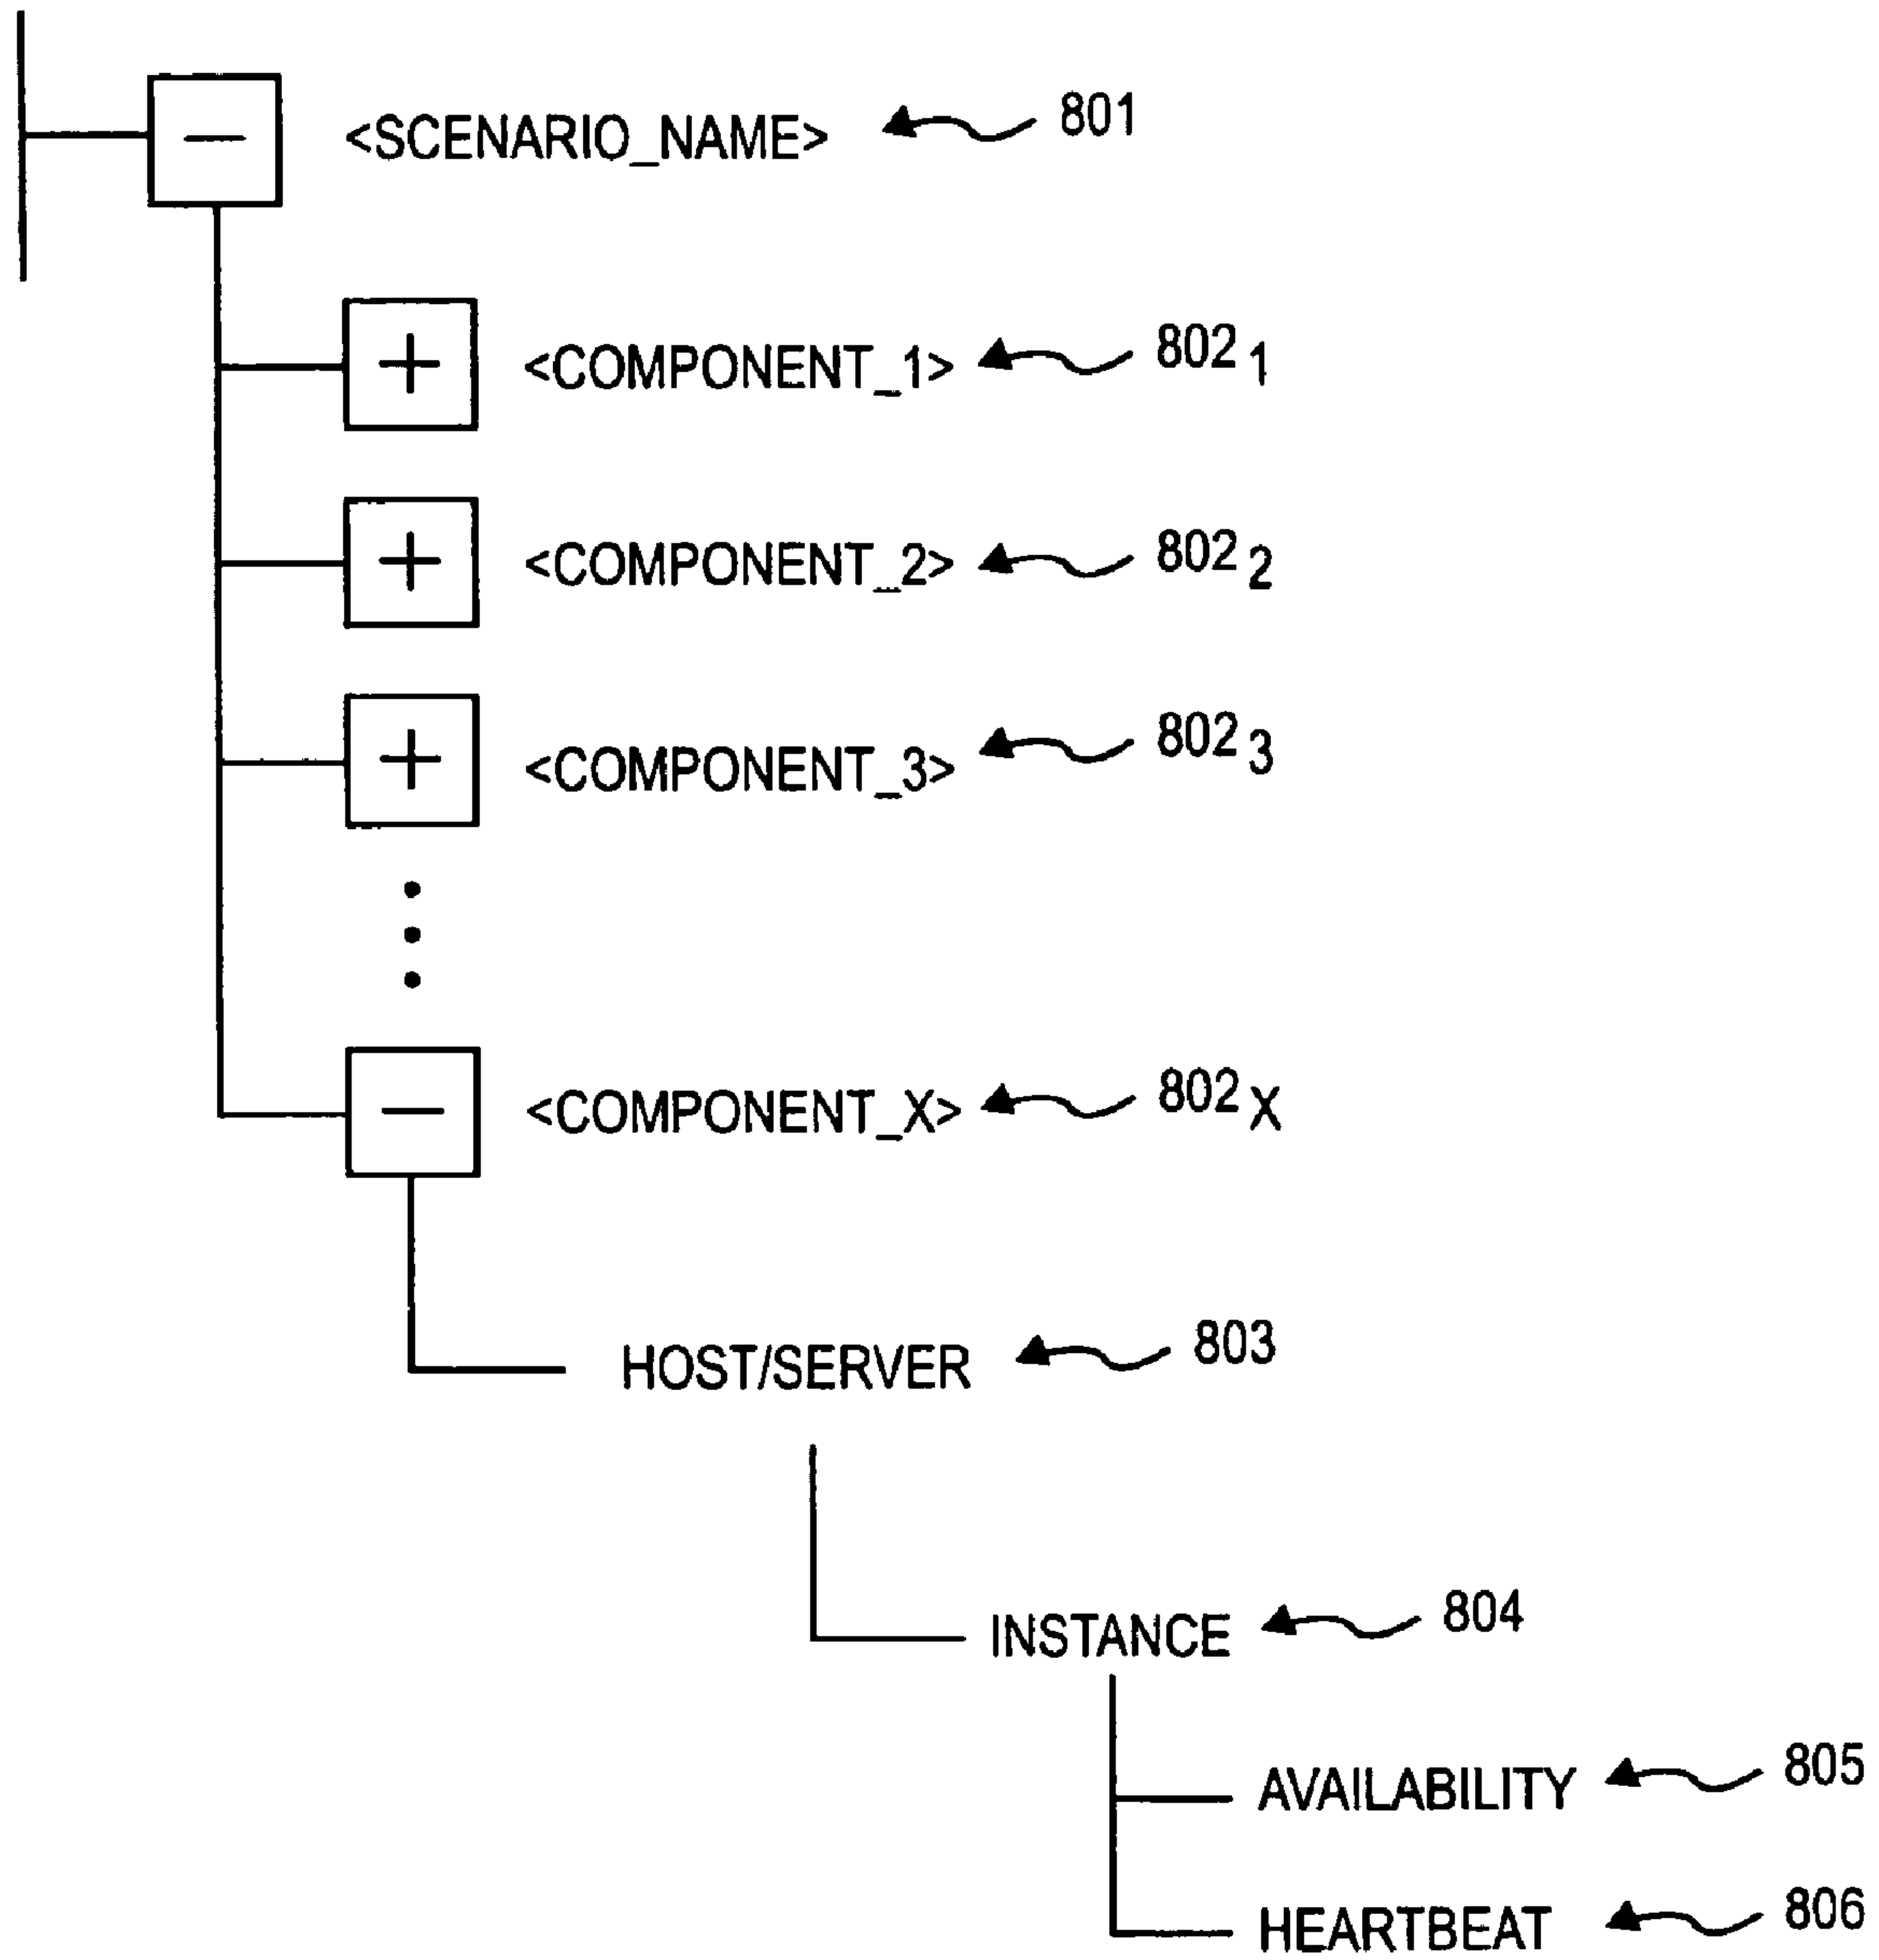 <SCENARIO_NAME> 801
<COMPONENT_1> 802 1
<COMPONENT_2> 802 2
<COMPONENT_3> 802 3
<COMPONENT_X> 802 X
HOST/SERVER 803
INSTANCE 804
AVAILABILITY 805
HEARTBEAT 806